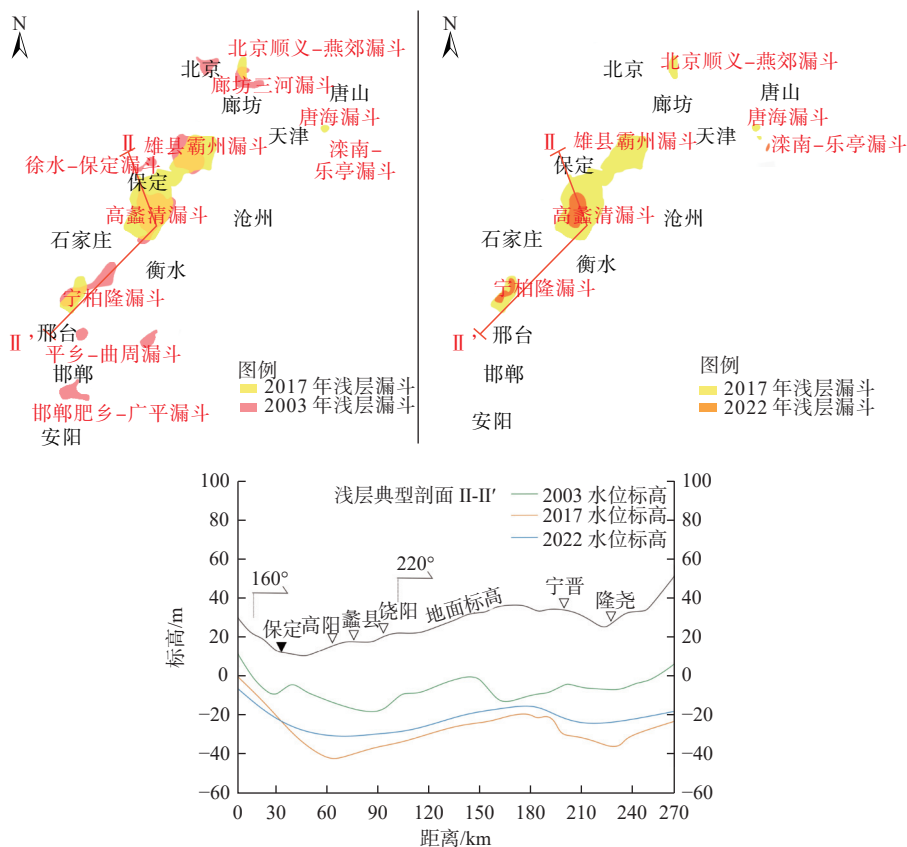 N
北京顺义-燕郊漏斗
北京
廊坊三河漏斗
廊坊
唐山
唐海漏斗
天津
Ⅱ
雄县霸州漏斗
滦南-
乐亭漏斗
徐水-保定漏斗
保定
高蠡清漏斗
沧州
石家庄
衡水
宁柏隆漏斗
Ⅱ’
邢台
平乡-曲周漏斗
邯郸
邯郸肥乡-广平漏斗
安阳
图例
2017 年浅层漏斗
2003 年浅层漏斗
N
北京顺义-燕郊漏斗
北京
唐山
廊坊
唐海漏斗
天津
Ⅱ
雄县霸州漏斗
滦南-
乐亭漏斗
保定
高蠡清漏斗
沧州
石家庄
衡水
宁柏隆漏斗
Ⅱ’
邢台
邯郸
安阳
图例
2017 年浅层漏斗
2022 年浅层漏斗
浅层典型剖面 II-II′
2003 水位标高
2017 水位标高
2022 水位标高
160°
220°
保定
高阳
蠡县
饶阳
地面标高
宁晋
隆尧
标高/m
100
80
60
40
20
0
−20
−40
−60
100
80
60
40
20
0
−20
−40
−60
0 30 60 90 120 150 180 210 240 270
距离/km